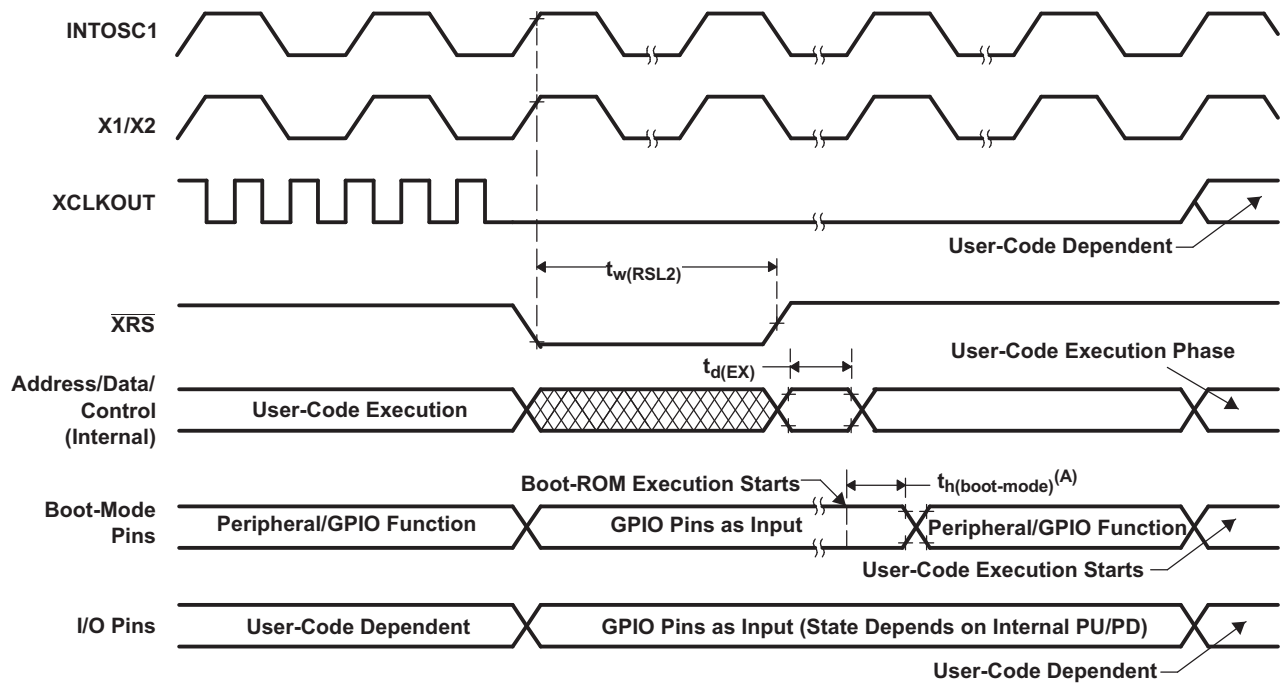 INTOSC1
X1/X2
XCLKOUT
User-Code Dependent
tw(RSL2)
XRS
td(EX)
User-Code Execution Phase
Address/Data/
Control
(Internal)
User-Code Execution
Boot-ROM Execution Starts
th(boot-mode)(A)
Boot-Mode
Pins
Peripheral/GPIO Function
GPIO Pins as Input
Peripheral/GPIO Function
User-Code Execution Starts
I/O Pins
User-Code Dependent
GPIO Pins as Input (State Depends on Internal PU/PD)
User-Code Dependent